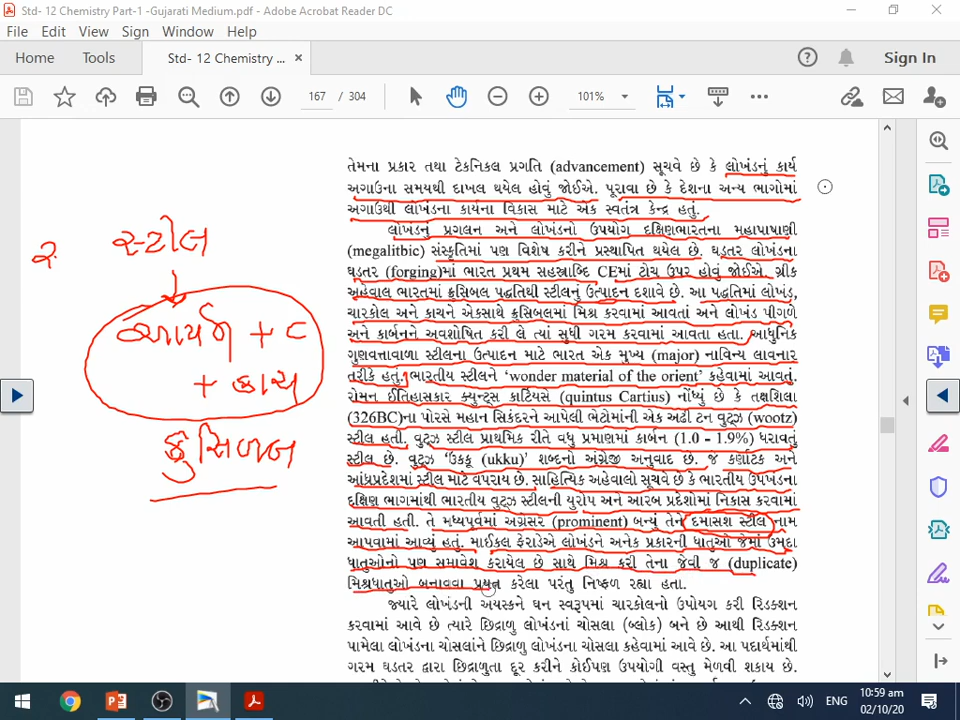 Std- 12 Chemistry Part-1 -Gujarati Medium.pdf - Adobe Acrobat Reader DC
File Edit View Sign Window Help
Home Tools Std- 12 Chemistry ... × Sign In
167 / 304 101%
તેમના પ્રકાર તથા ટેકનિકલ પ્રગતિ (advancement) સૂચવે છે કે લોખંડનું કાર્ય
અગાઉના સમયથી દાખલ થયેલ હોવું જોઈએ. પૂરાવા છે કે દેશના અન્ય ભાગોમાં
અગાઉથી લોખંડના કાર્યના વિકાસ માટે એક સ્વતંત્ર કેન્દ્ર હતું.
લોખંડનું પ્રગલન અને લોખંડનો ઉપયોગ દક્ષિણભારતના મહાપાષાણી
(megalitbic) સંસ્કૃતિમાં પણ વિશેષ કરીને પ્રસ્થાપિત થયેલ છે. ઘડતર લોખંડના
ઘડતર (forging)માં ભારત પ્રથમ સહસ્ત્રાબ્દિ CEમાં ટોચ ઉપર હોવું જોઈએ. ગ્રીક
અહેવાલ ભારતમાં ક્રુસિબલ પદ્ધતિથી સ્ટીલનું ઉત્પાદન દશાવે છે. આ પદ્ધતિમાં લોખંડ,
ચારકોલ અને કાચને એકસાથે ક્રુસિબલમાં મિશ્ર કરવામાં આવતાં અને લોખંડ પીગળે
અને કાર્બનને અવશોષિત કરી લે ત્યાં સુધી ગરમ કરવામાં આવતા હતા. આધુનિક
ગુણવત્તાવાળા સ્ટીલના ઉત્પાદન માટે ભારત એક મુખ્ય (major) નાવિન્ય લાવનાર
તરીકે હતું. ભારતીય સ્ટીલને ‘wonder material of the orient’ કહેવામાં આવતું.
રોમન ઈતિહાસકાર ક્યુન્ટ્સ કાર્ટિયસે (quintus Cartius) નોંધ્યું છે કે તક્ષશિલા
(326BC)ના પોરસે મહાન સિકંદરને આપેલી ભેટોમાંની એક અઢી ટન વુટ્ઝ (wootz)
સ્ટીલ હતી. વુટ્ઝ સ્ટીલ પ્રાથમિક રીતે વધુ પ્રમાણમાં કાર્બન (1.0 - 1.9%) ધરાવતું
સ્ટીલ છે. વુટ્ઝ ‘ઉક્કૂ (ukku)’ શબ્દનો અંગ્રેજી અનુવાદ છે. જે કર્ણાટક અને
આંધ્રપ્રદેશમાં સ્ટીલ માટે વપરાય છે. સાહિત્યિક અહેવાલો સૂચવે છે કે ભારતીય ઉપખંડના
દક્ષિણ ભાગમાંથી ભારતીય વુટ્ઝ સ્ટીલની યુરોપ અને આરબ પ્રદેશોમાં નિકાસ કરવામાં
આવતી હતી. તે મધ્યપૂર્વમાં અગ્રેસર (prominent) બન્યું તેને દમાસશ સ્ટીલ નામ
આપવામાં આવ્યું હતું. માઈકલ ફેરાડેએ લોખંડને અનેક પ્રકારની ધાતુઓ જેમાં ઉમદા
ધાતુઓનો પણ સમાવેશ કરાયેલ છે સાથે મિશ્ર કરી તેના જેવી જ (duplicate)
મિશ્રધાતુઓ બનાવવા પ્રયત્ન કરેલા પરંતુ નિષ્ફળ રહ્યા હતા.
જ્યારે લોખંડની અયસ્કને ઘન સ્વરૂપમાં ચારકોલનો ઉપયોગ કરી રિડક્શન
કરવામાં આવે છે ત્યારે છિદ્રાળુ લોખંડનાં ચોસલા (બ્લોક) બને છે આથી રિડક્શન
પામેલા લોખંડના ચોસલાંને છિદ્રાળુ લોખંડના ચોસલા કહેવામાં આવે છે. આ પદાર્થમાંથી
ગરમ ઘડતર દ્વારા છિદ્રાળુતા દૂર કરીને કોઈપણ ઉપયોગી વસ્તુ મેળવી શકાય છે.
સ્ટીલ
આયર્ન + C
+ કાચ
ક્રુસિબલ
ENG
10:59 am
02/10/20